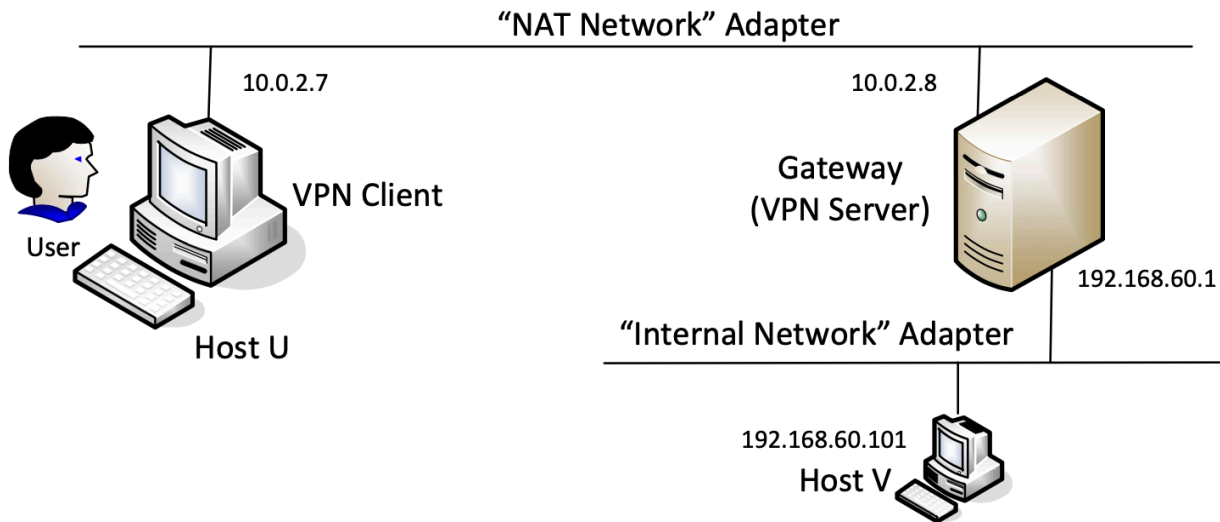 “NAT Network” Adapter
10.0.2.7
10.0.2.8
User
VPN Client
Host U
Gateway
(VPN Server)
192.168.60.1
“Internal Network” Adapter
192.168.60.101
Host V